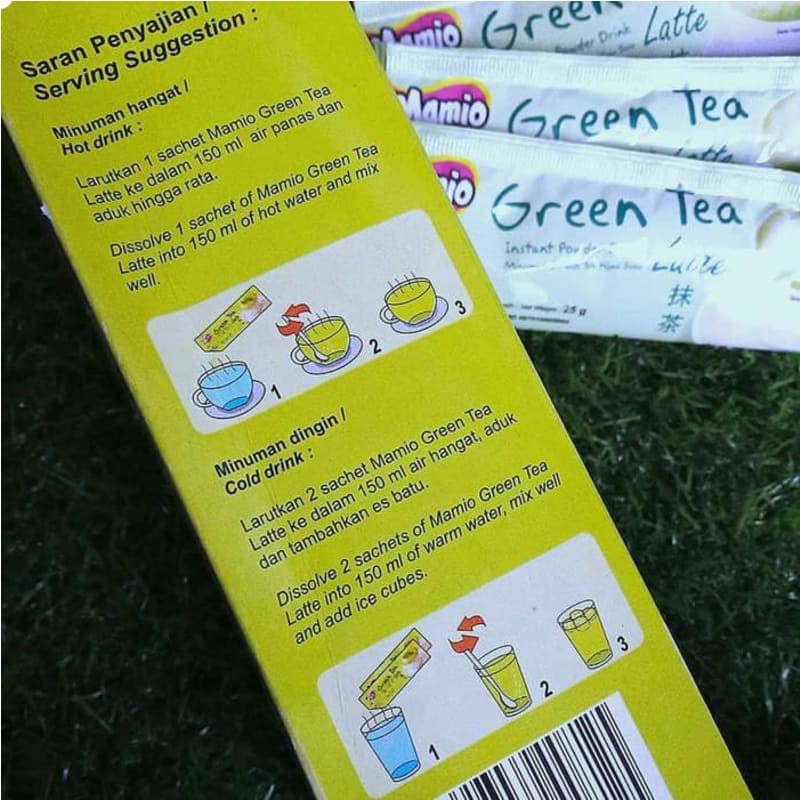 Saran Penyajian /
Serving Suggestion :
Minuman hangat /
Hot drink :
Larutkan 1 sachet Mamio Green Tea
Latte ke dalam 150 ml air panas dan
aduk hingga rata.
Dissolve 1 sachet of Mamio Green Tea
Latte into 150 ml of hot water and mix
well.
1
2
3
Minuman dingin /
Cold drink :
Larutkan 2 sachet Mamio Green Tea
Latte ke dalam 150 ml air hangat, aduk
dan tambahkan es batu.
Dissolve 2 sachets of Mamio Green Tea
Latte into 150 ml of warm water, mix well
and add ice cubes.
1
2
3
Mamio
Green
Powder Drink
Latte
Mamio
Green Tea
Latte
Green Tea
Instant
Latte
抹
茶
25 g